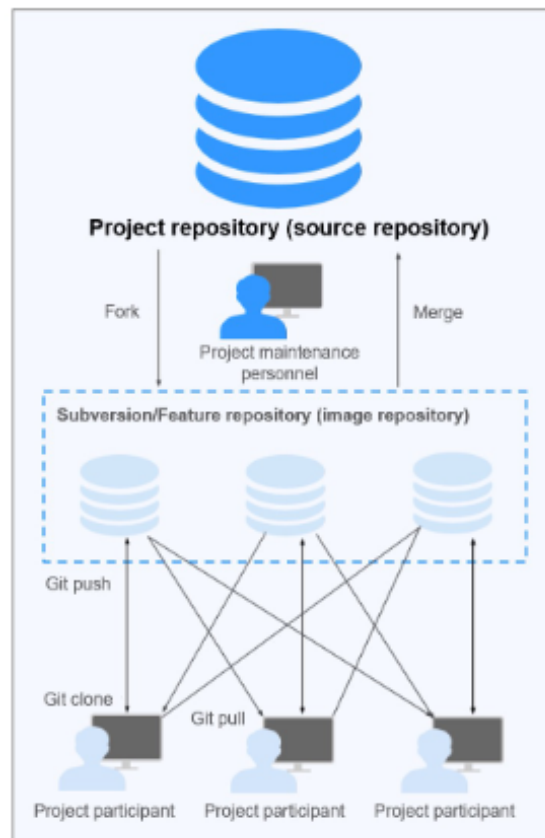 Project repository (source repository)
Fork
Merge
Project maintenance
personnel
Subversion/Feature repository (image repository)
Git push
Git clone
Git pull
Project participant
Project participant
Project participant